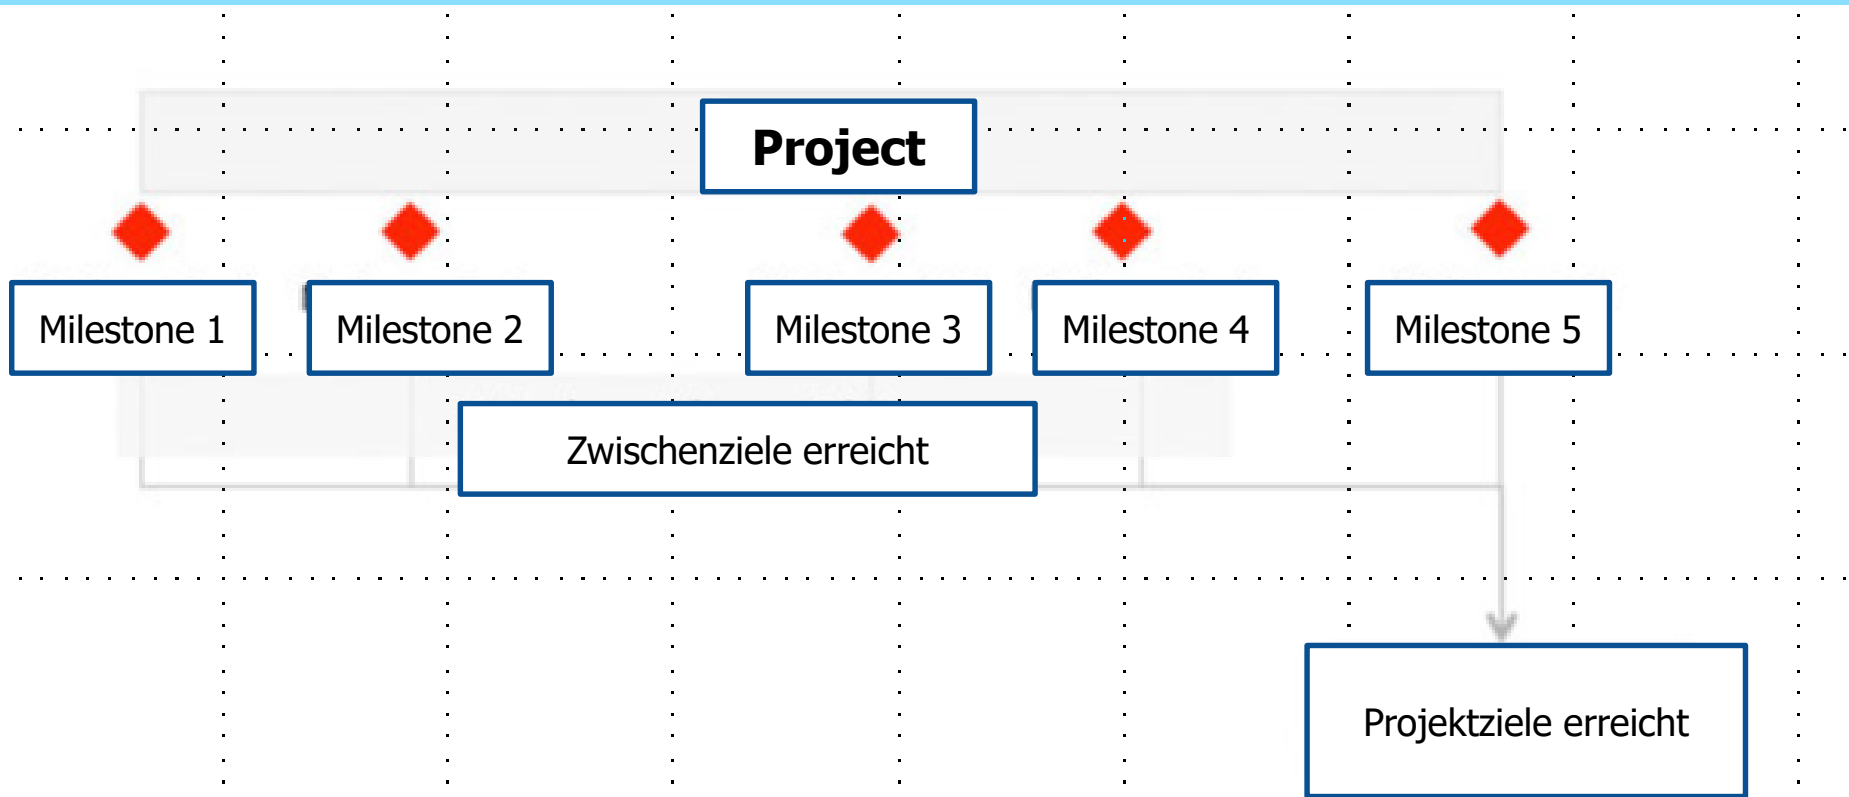 Project
Milestone 1
Milestone 2
Milestone 3
Milestone 4
Milestone 5
Zwischenziele erreicht
Projektziele erreicht